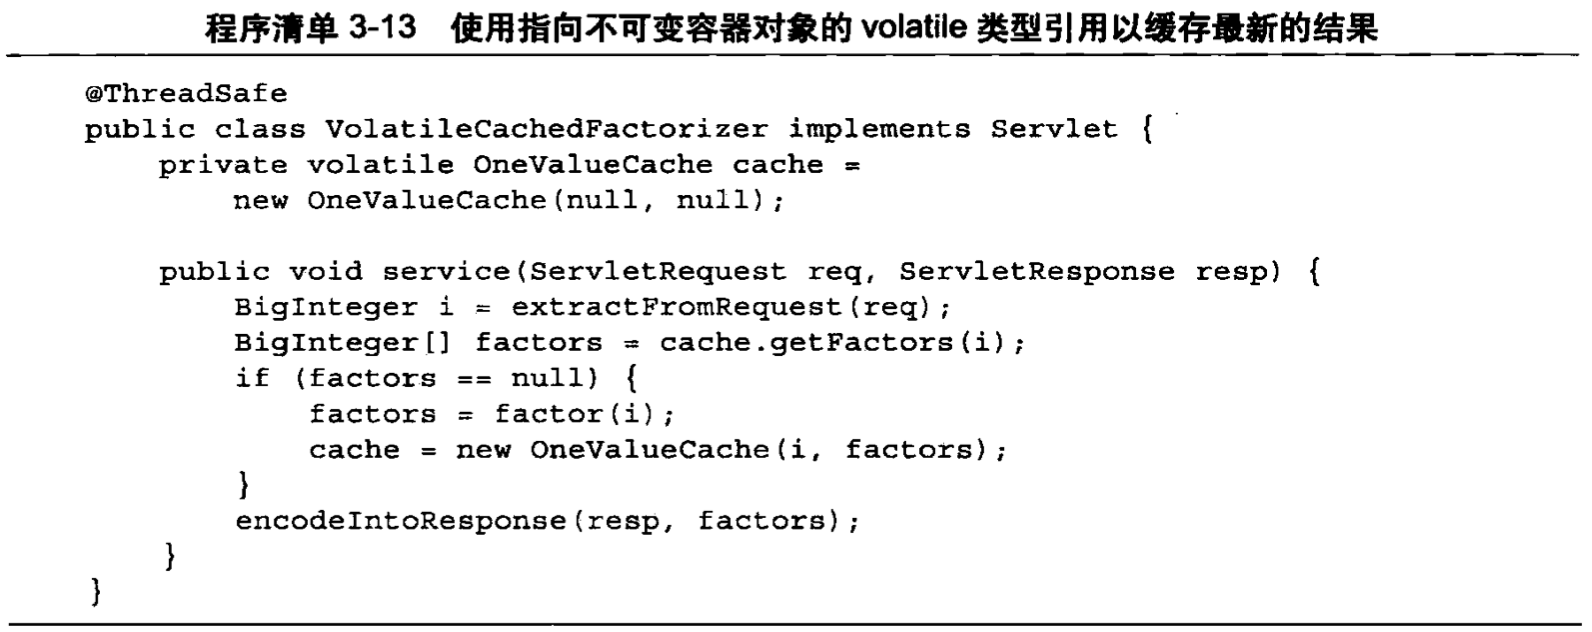 程序清单 3-13 使用指向不可变容器对象的 volatile 类型引用以缓存最新的结果
@ThreadSafe
public class VolatileCachedFactorizer implements Servlet {
    private volatile OneValueCache cache =
        new OneValueCache(null, null);

    public void service(ServletRequest req, ServletResponse resp) {
        BigInteger i = extractFromRequest(req);
        BigInteger[] factors = cache.getFactors(i);
        if (factors == null) {
            factors = factor(i);
            cache = new OneValueCache(i, factors);
        }
        encodeIntoResponse(resp, factors);
    }
}